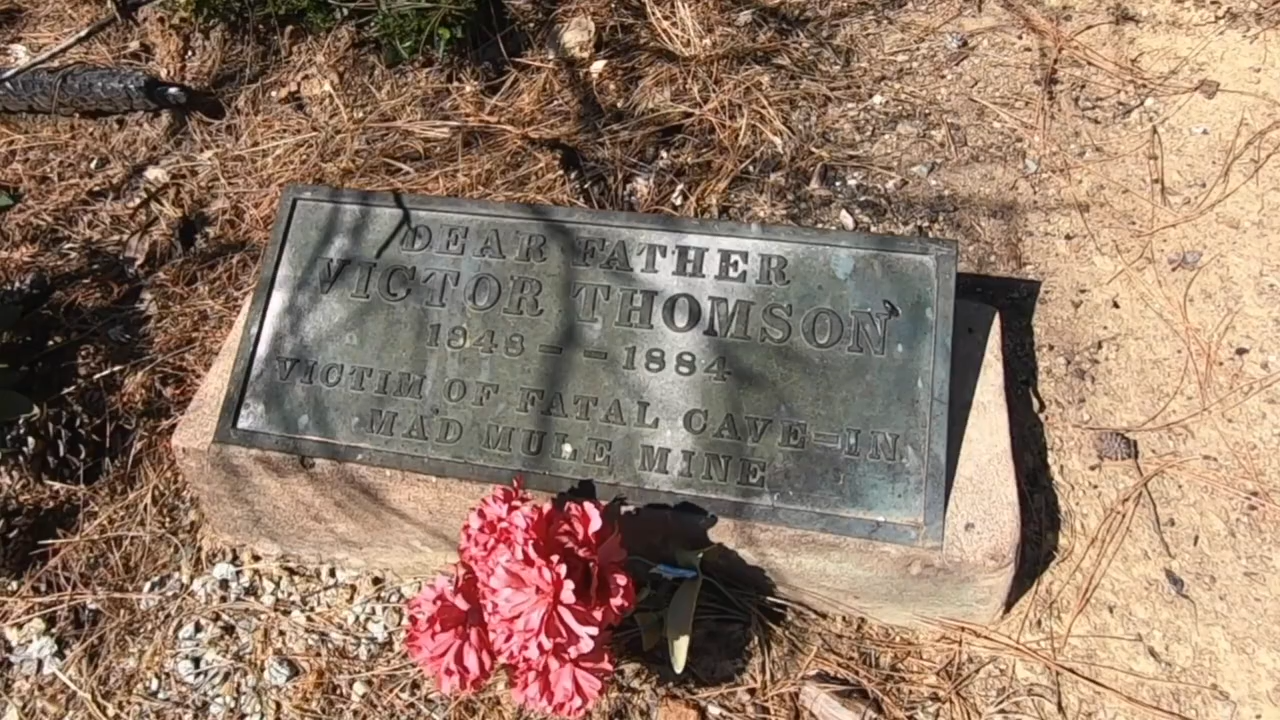 DEAR FATHER
VICTOR THOMSON
1848 – – 1884
VICTIM OF FATAL CAVE–IN
MAD MULE MINE